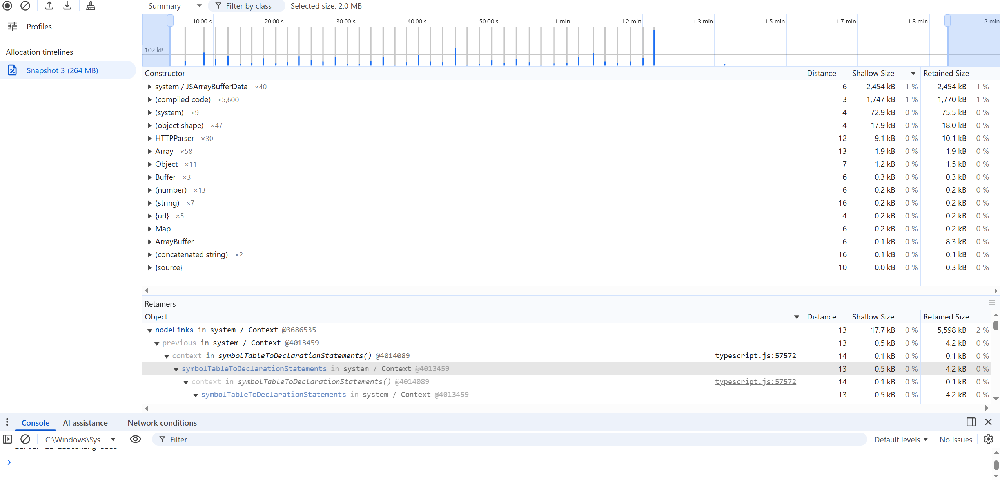 Summary Filter by class Selected size: 2.0 MB
Profiles
Allocation timelines
Snapshot 3 (264 MB)
10.00 s 20.00 s 30.00 s 40.00 s 50.00 s 1 min 1.2 min 1.3 min 1.5 min 1.7 min 1.8 min 2 min
102 kB
Constructor Distance Shallow Size ▼ Retained Size
system / JSArrayBufferData ×40 6 2,454 kB 1 % 2,454 kB 1 %
(compiled code) ×5,600 3 1,747 kB 1 % 1,770 kB 1 %
(system) ×9 4 72.9 kB 0 % 75.5 kB 0 %
(object shape) ×47 4 17.9 kB 0 % 18.0 kB 0 %
HTTPParser ×30 12 9.1 kB 0 % 10.1 kB 0 %
Array ×58 13 1.9 kB 0 % 1.9 kB 0 %
Object ×11 7 1.2 kB 0 % 1.5 kB 0 %
Buffer ×3 6 0.3 kB 0 % 0.3 kB 0 %
(number) ×13 6 0.2 kB 0 % 0.2 kB 0 %
(string) ×7 16 0.2 kB 0 % 0.2 kB 0 %
{url} ×5 4 0.2 kB 0 % 0.2 kB 0 %
Map 6 0.2 kB 0 % 0.2 kB 0 %
ArrayBuffer 6 0.1 kB 0 % 8.3 kB 0 %
(concatenated string) ×2 16 0.1 kB 0 % 0.1 kB 0 %
{source} 10 0.0 kB 0 % 0.3 kB 0 %
Retainers
Object ▼ Distance Shallow Size Retained Size
nodeLinks in system / Context @3686535 13 17.7 kB 0 % 5,598 kB 2 %
previous in system / Context @4013459 13 0.5 kB 0 % 4.2 kB 0 %
context in symbolTableToDeclarationStatements() @4014089 typescript.js:57572 14 0.1 kB 0 % 0.1 kB 0 %
symbolTableToDeclarationStatements in system / Context @4013459 13 0.5 kB 0 % 4.2 kB 0 %
context in symbolTableToDeclarationStatements() @4014089 typescript.js:57572 14 0.1 kB 0 % 0.1 kB 0 %
symbolTableToDeclarationStatements in system / Context @4013459 13 0.5 kB 0 % 4.2 kB 0 %
Console AI assistance Network conditions
C:\Windows\Sys... ▼ Filter Default levels ▼ No Issues
Server is listening